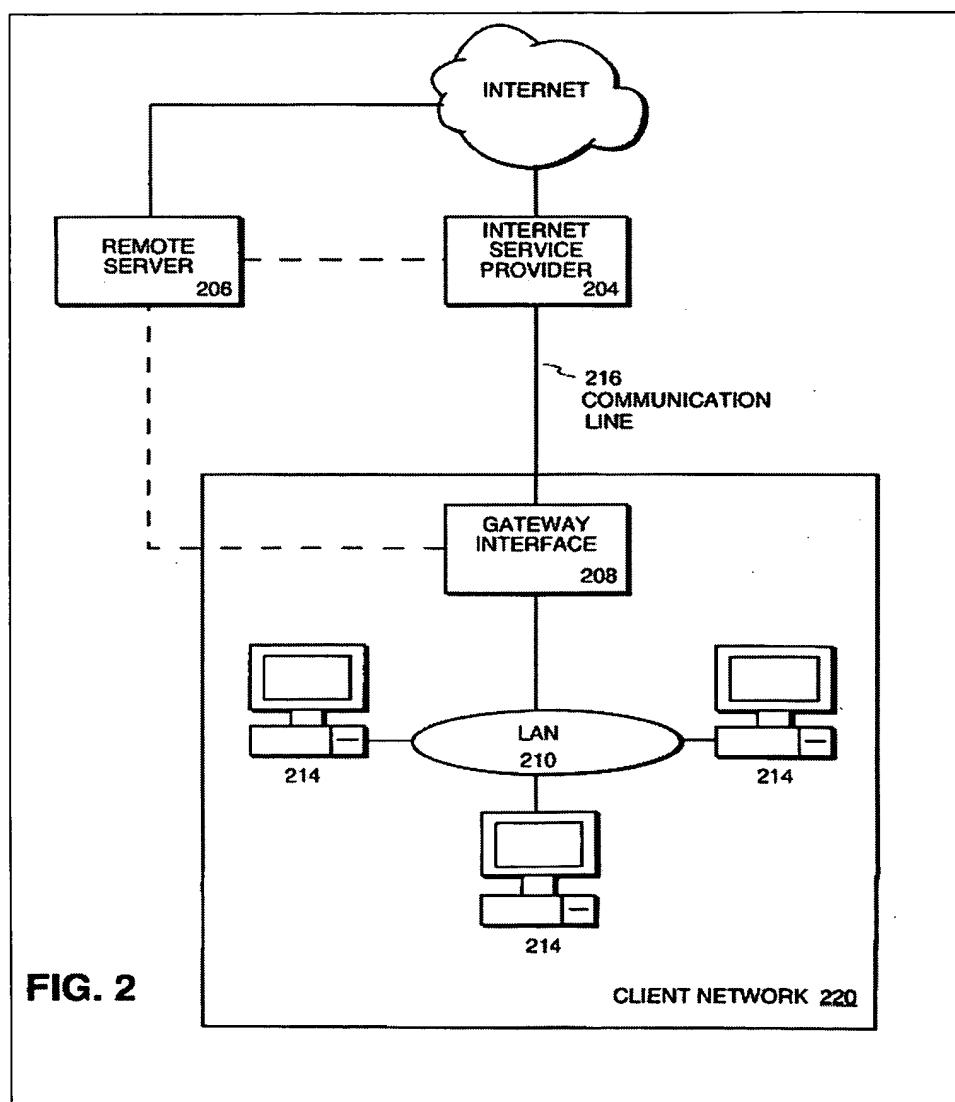 INTERNET
REMOTE
SERVER
206
INTERNET
SERVICE
PROVIDER
204
216
COMMUNICATION
LINE
GATEWAY
INTERFACE
208
LAN
210
214
214
214
FIG. 2
CLIENT NETWORK 220